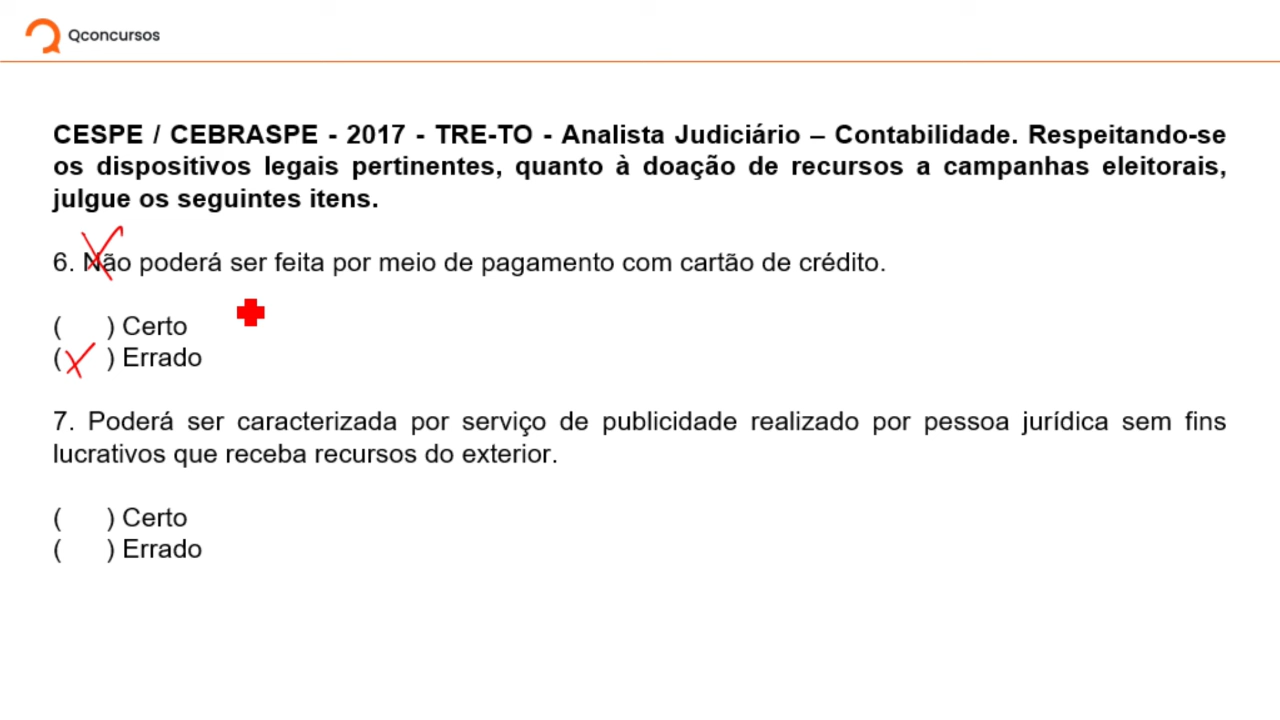 Qconcursos
CESPE / CEBRASPE - 2017 - TRE-TO - Analista Judiciário – Contabilidade. Respeitando-se
os dispositivos legais pertinentes, quanto à doação de recursos a campanhas eleitorais,
julgue os seguintes itens.
6. Não poderá ser feita por meio de pagamento com cartão de crédito.
( ) Certo
(X) Errado
7. Poderá ser caracterizada por serviço de publicidade realizado por pessoa jurídica sem fins
lucrativos que receba recursos do exterior.
( ) Certo
( ) Errado